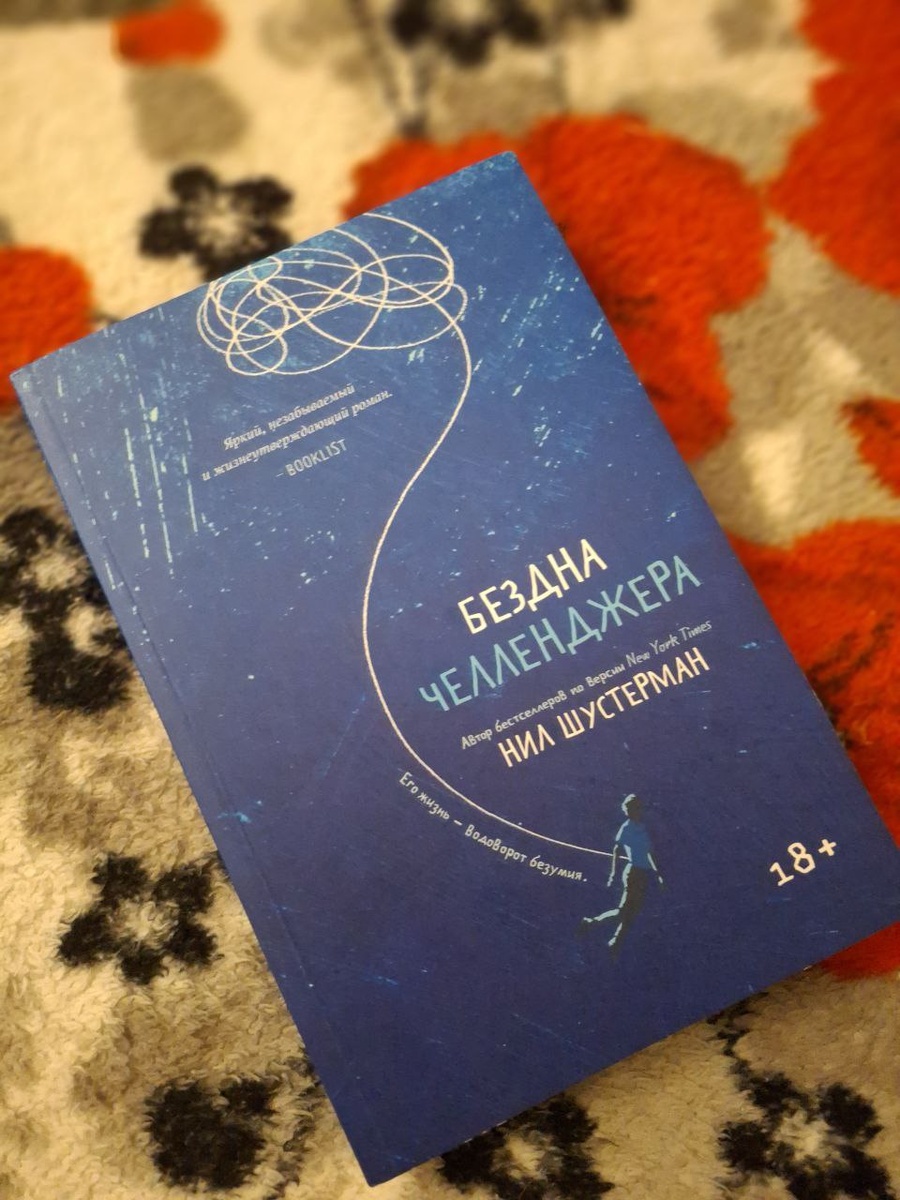 Яркий, незабываемый
и жизнеутверждающий роман.
– BOOKLIST
БЕЗДНА
ЧЕЛЛЕНДЖЕРА
Автор бестселлеров по версии New York Times
НИЛ ШУСТЕРМАН
Его жизнь – водоворот безумия.
18+